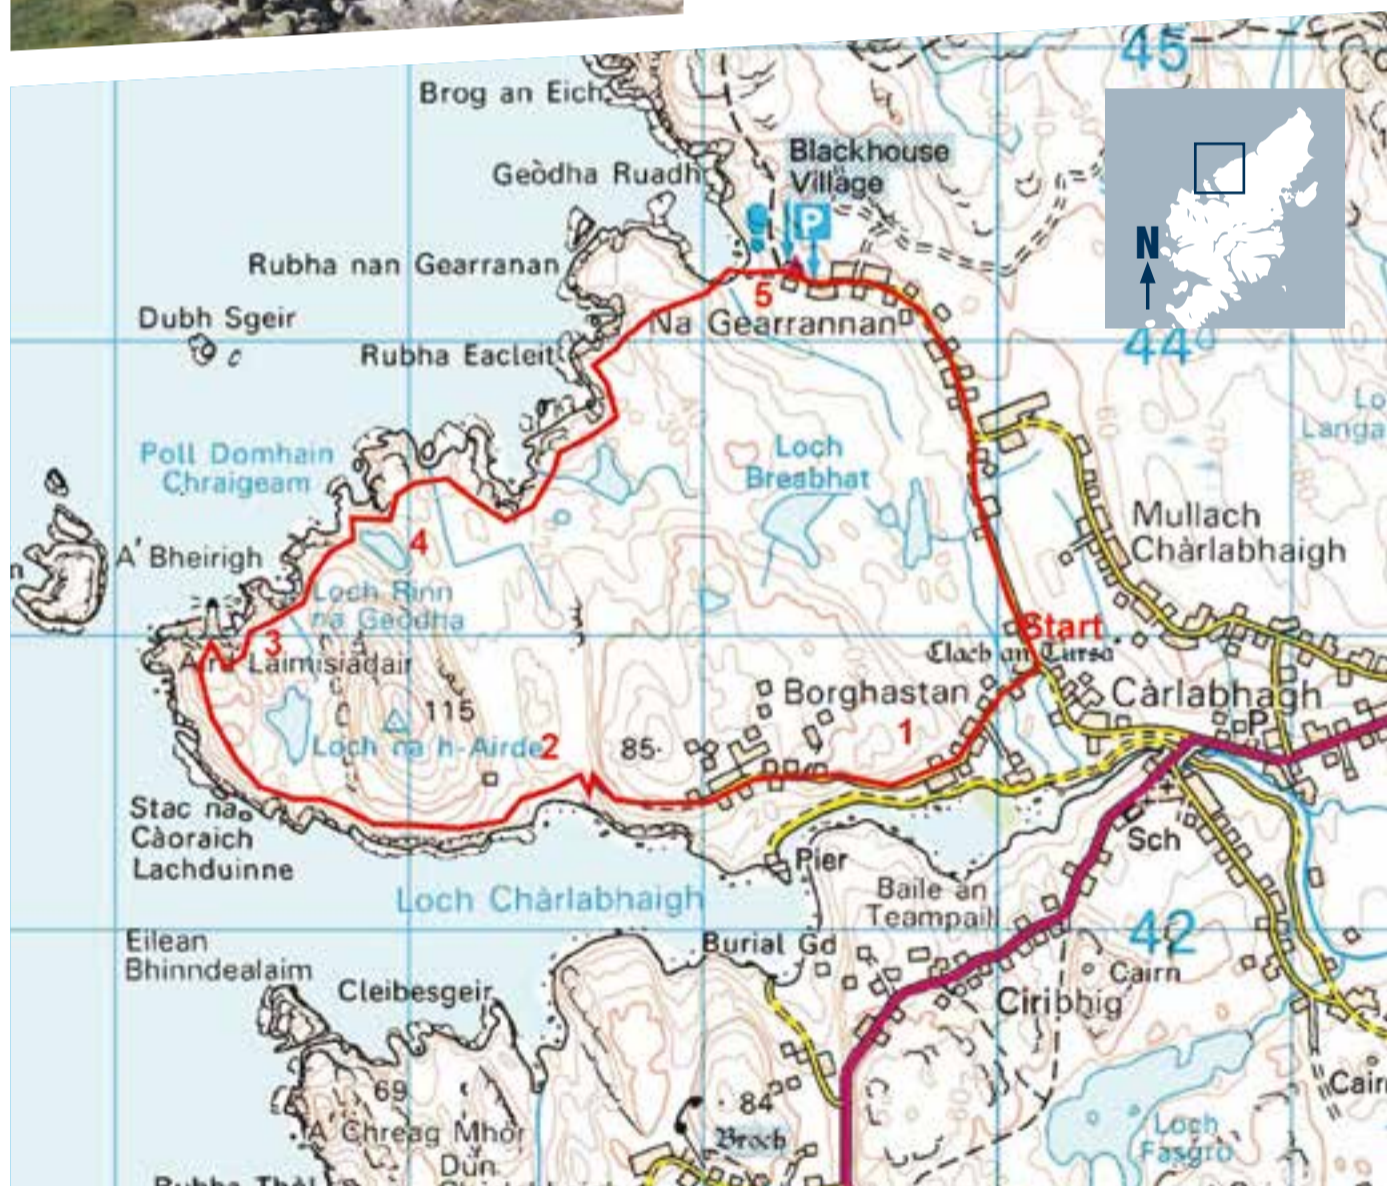 45
Brog an Eich
Blackhouse
Village
Geòdha Ruadh
P
N
Rubha nan Gearranan
5
Na Gearrannan
Dubh Sgeir
44
Rubha Eacleit
Lo
Langa
Poll Domhain
Chraigeam
Loch
Breabhat
Mullach
Chàrlabhaigh
4
A' Bheirigh
n
Loch Rinn
na Geòdha
Start
3
Aird Laimisiadair
Clach an Tursa
Borghastan
Càrlabhagh
P
115
1
Loch na h-Airde
2
85
Stac na
Càoraich
Lachduinne
Sch
Pier
Loch Chàrlabhaigh
Baile an
Teampaill
42
Eilean
Bhinndealaim
Burial Gd
Cleibesgeir
Cairn
Ciribhig
69
84
Cair
A' Chreag Mhòr
Broch
Loch
Fasgro
Dùn